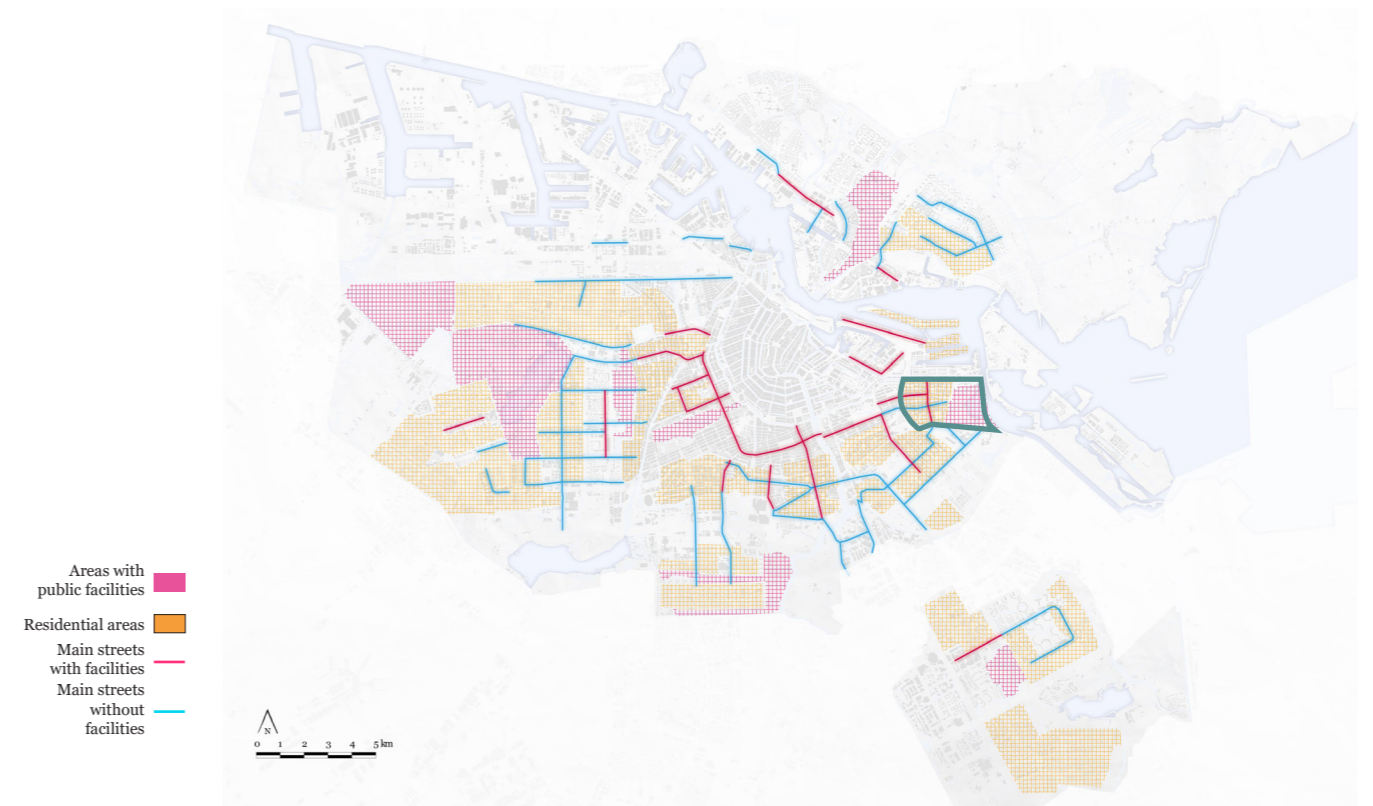 Areas with
public facilities
Residential areas
Main streets
with facilities
Main streets
without
facilities
N
0 1 2 3 4 5 km